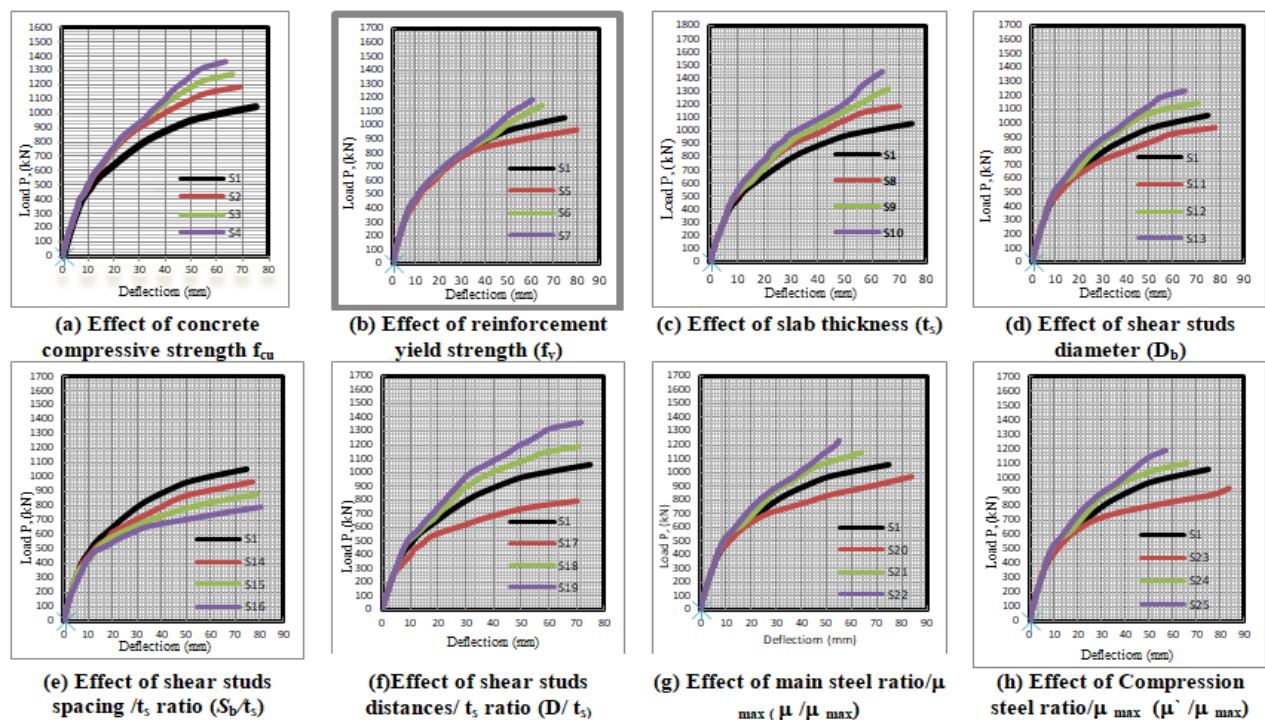 1600
1500
1400
1300
1200
1100
1000
900
800
700
600
500
400
300
200
100
0
Load P, (kN)
S1
S2
S3
S4
0 10 20 30 40 50 60 70 80
Deflectiom (mm)
(a) Effect of concrete
compressive strength fcu
1700
1600
1500
1400
1300
1200
1100
1000
900
800
700
600
500
400
300
200
100
0
Load P, (kN)
S1
S5
S6
S7
0 10 20 30 40 50 60 70 80 90
Deflectiom (mm)
(b) Effect of reinforcement
yield strength (fy)
1800
1700
1600
1500
1400
1300
1200
1100
1000
900
800
700
600
500
400
300
200
100
0
Load P, (kN)
S1
S8
S9
S10
0 10 20 30 40 50 60 70 80
Deflectiom (mm)
(c) Effect of slab thickness (ts)
1700
1600
1500
1400
1300
1200
1100
1000
900
800
700
600
500
400
300
200
100
0
Load P, (kN)
S1
S11
S12
S13
0 10 20 30 40 50 60 70 80 90
Deflectiom (mm)
(d) Effect of shear studs
diameter (Db)
1700
1600
1500
1400
1300
1200
1100
1000
900
800
700
600
500
400
300
200
100
0
Load P, (kN)
S1
S14
S15
S16
0 10 20 30 40 50 60 70 80 90
Deflectiom (mm)
(e) Effect of shear studs
spacing /ts ratio (Sb/ts)
1700
1600
1500
1400
1300
1200
1100
1000
900
800
700
600
500
400
300
200
100
0
Load P, (kN)
S1
S17
S18
S19
0 10 20 30 40 50 60 70 80
Deflectiom (mm)
(f)Effect of shear studs
distances/ ts ratio (D/ ts)
1700
1600
1500
1400
1300
1200
1100
1000
900
800
700
600
500
400
300
200
100
0
Load P, (kN)
S1
S20
S21
S22
0 10 20 30 40 50 60 70 80 90
Deflectiom (mm)
(g) Effect of main steel ratio/μ
max ( μ /μ max)
1700
1600
1500
1400
1300
1200
1100
1000
900
800
700
600
500
400
300
200
100
0
Load P, (kN)
S1
S23
S24
S25
0 10 20 30 40 50 60 70 80 90
Deflectiom (mm)
(h) Effect of Compression
steel ratio/μ max (μ` /μ max)